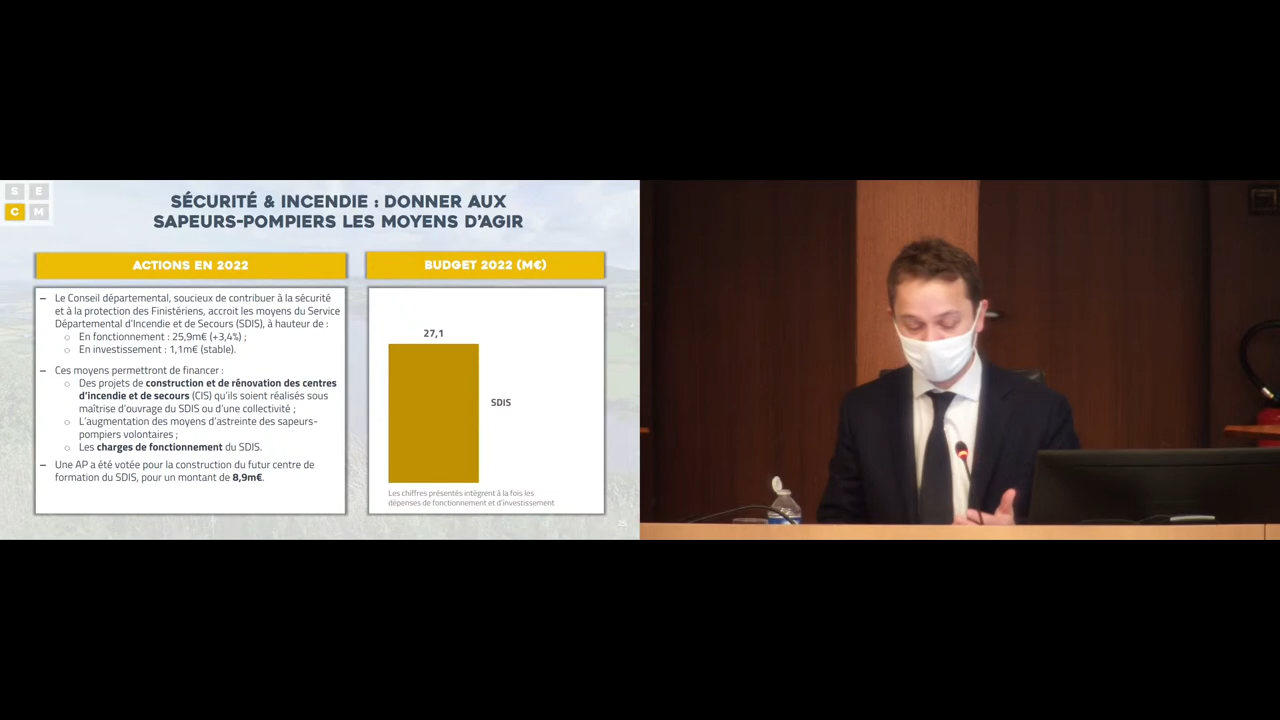 S E
C M
SÉCURITÉ & INCENDIE : DONNER AUX
SAPEURS-POMPIERS LES MOYENS D'AGIR
ACTIONS EN 2022
– Le Conseil départemental, soucieux de contribuer à la sécurité
et à la protection des Finistériens, accroit les moyens du Service
Départemental d'Incendie et de Secours (SDIS), à hauteur de :
o En fonctionnement : 25,9m€ (+3,4%) ;
o En investissement : 1,1m€ (stable).
– Ces moyens permettront de financer :
o Des projets de construction et de rénovation des centres
d'incendie et de secours (CIS) qu'ils soient réalisés sous
maîtrise d'ouvrage du SDIS ou d'une collectivité ;
o L'augmentation des moyens d'astreinte des sapeurs-
pompiers volontaires ;
o Les charges de fonctionnement du SDIS.
– Une AP a été votée pour la construction du futur centre de
formation du SDIS, pour un montant de 8,9m€.
BUDGET 2022 (M€)
27,1
SDIS
Les chiffres présentés intègrent à la fois les
dépenses de fonctionnement et d'investissement
25